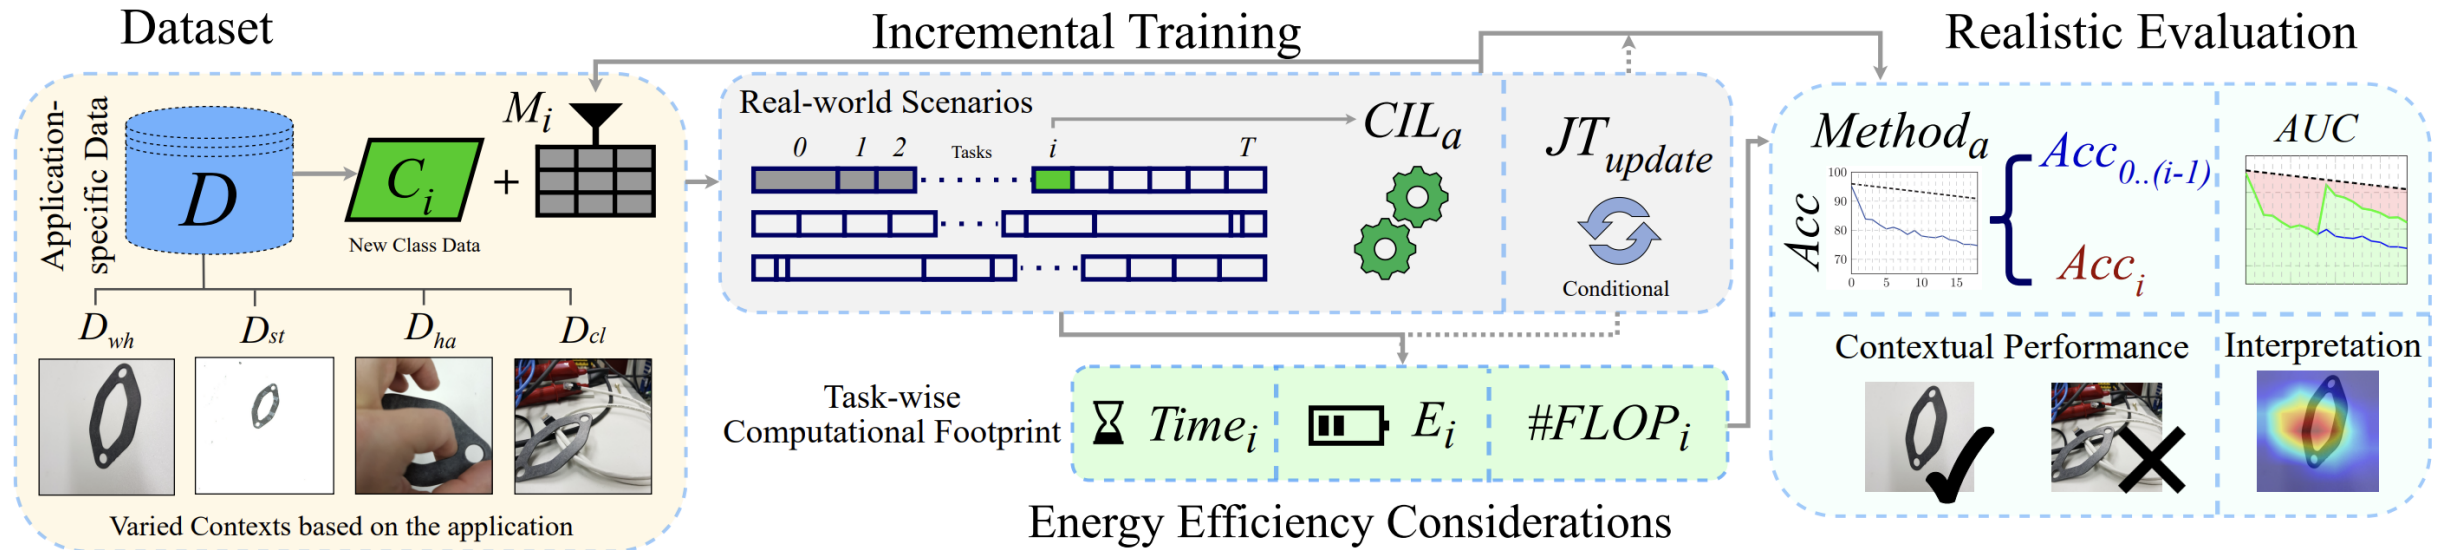 Dataset
Application-
specific Data
D
C_i
New Class Data
+
M_i
D_wh
D_st
D_ha
D_cl
Varied Contexts based on the application
Incremental Training
Real-world Scenarios
0 1 2 Tasks i T
CIL_a
JT_update
Conditional
Task-wise
Computational Footprint
Time_i
E_i
#FLOP_i
Energy Efficiency Considerations
Realistic Evaluation
Method_a
Acc
100
90
80
70
0 5 10 15
Acc_0..(i-1)
Acc_i
AUC
Contextual Performance
Interpretation